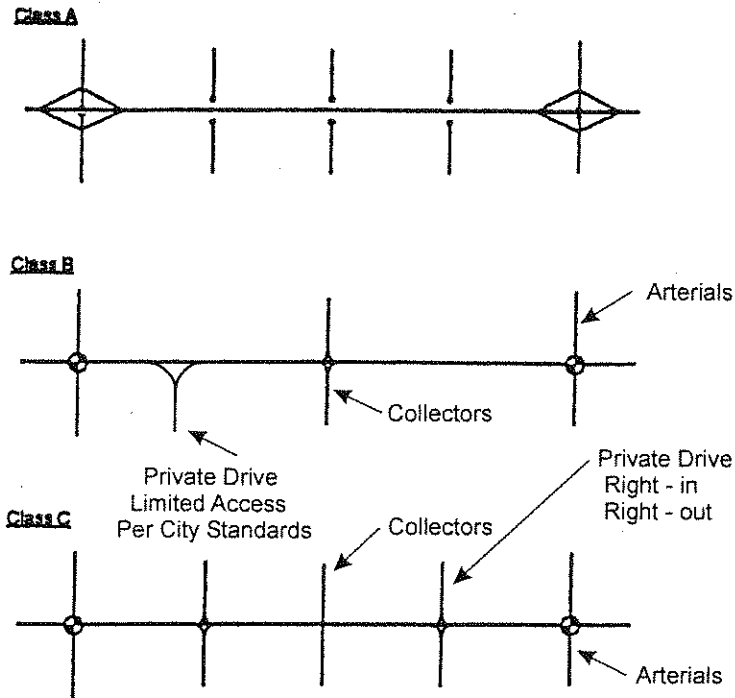 Class A
Class B
Arterials
Collectors
Private Drive
Limited Access
Per City Standards
Private Drive
Right - in
Right - out
Class C
Collectors
Arterials